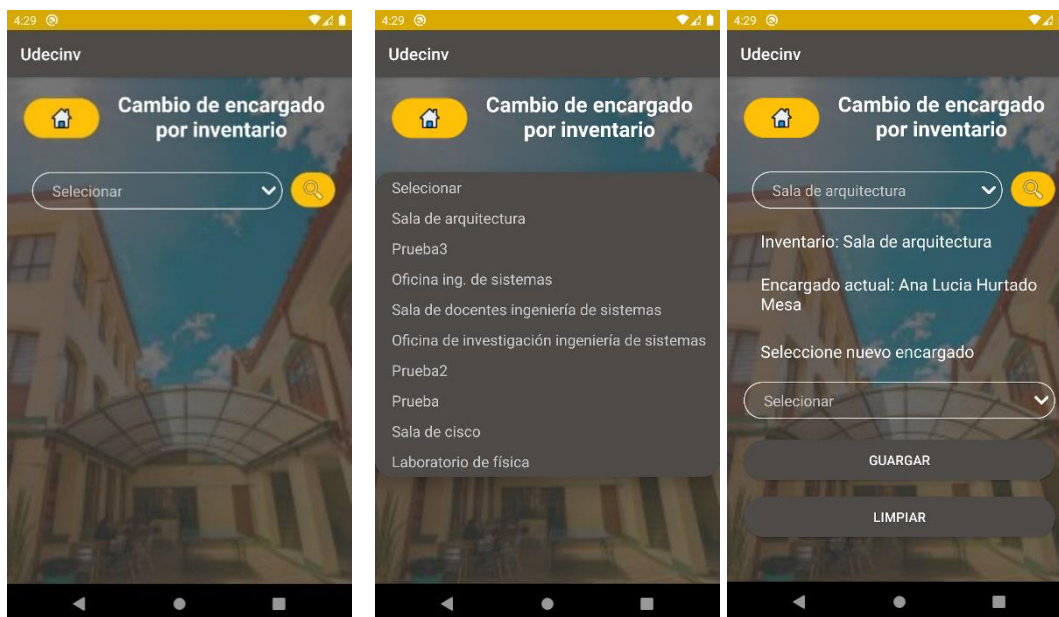 4:29
Udecinv
Cambio de encargado
por inventario
Selecionar
4:29
Udecinv
Cambio de encargado
por inventario
Selecionar
Sala de arquitectura
Prueba3
Oficina ing. de sistemas
Sala de docentes ingeniería de sistemas
Oficina de investigación ingeniería de sistemas
Prueba2
Prueba
Sala de cisco
Laboratorio de física
4:29
Udecinv
Cambio de encargado
por inventario
Sala de arquitectura
Inventario: Sala de arquitectura
Encargado actual: Ana Lucia Hurtado
Mesa
Seleccione nuevo encargado
Selecionar
GUARGAR
LIMPIAR